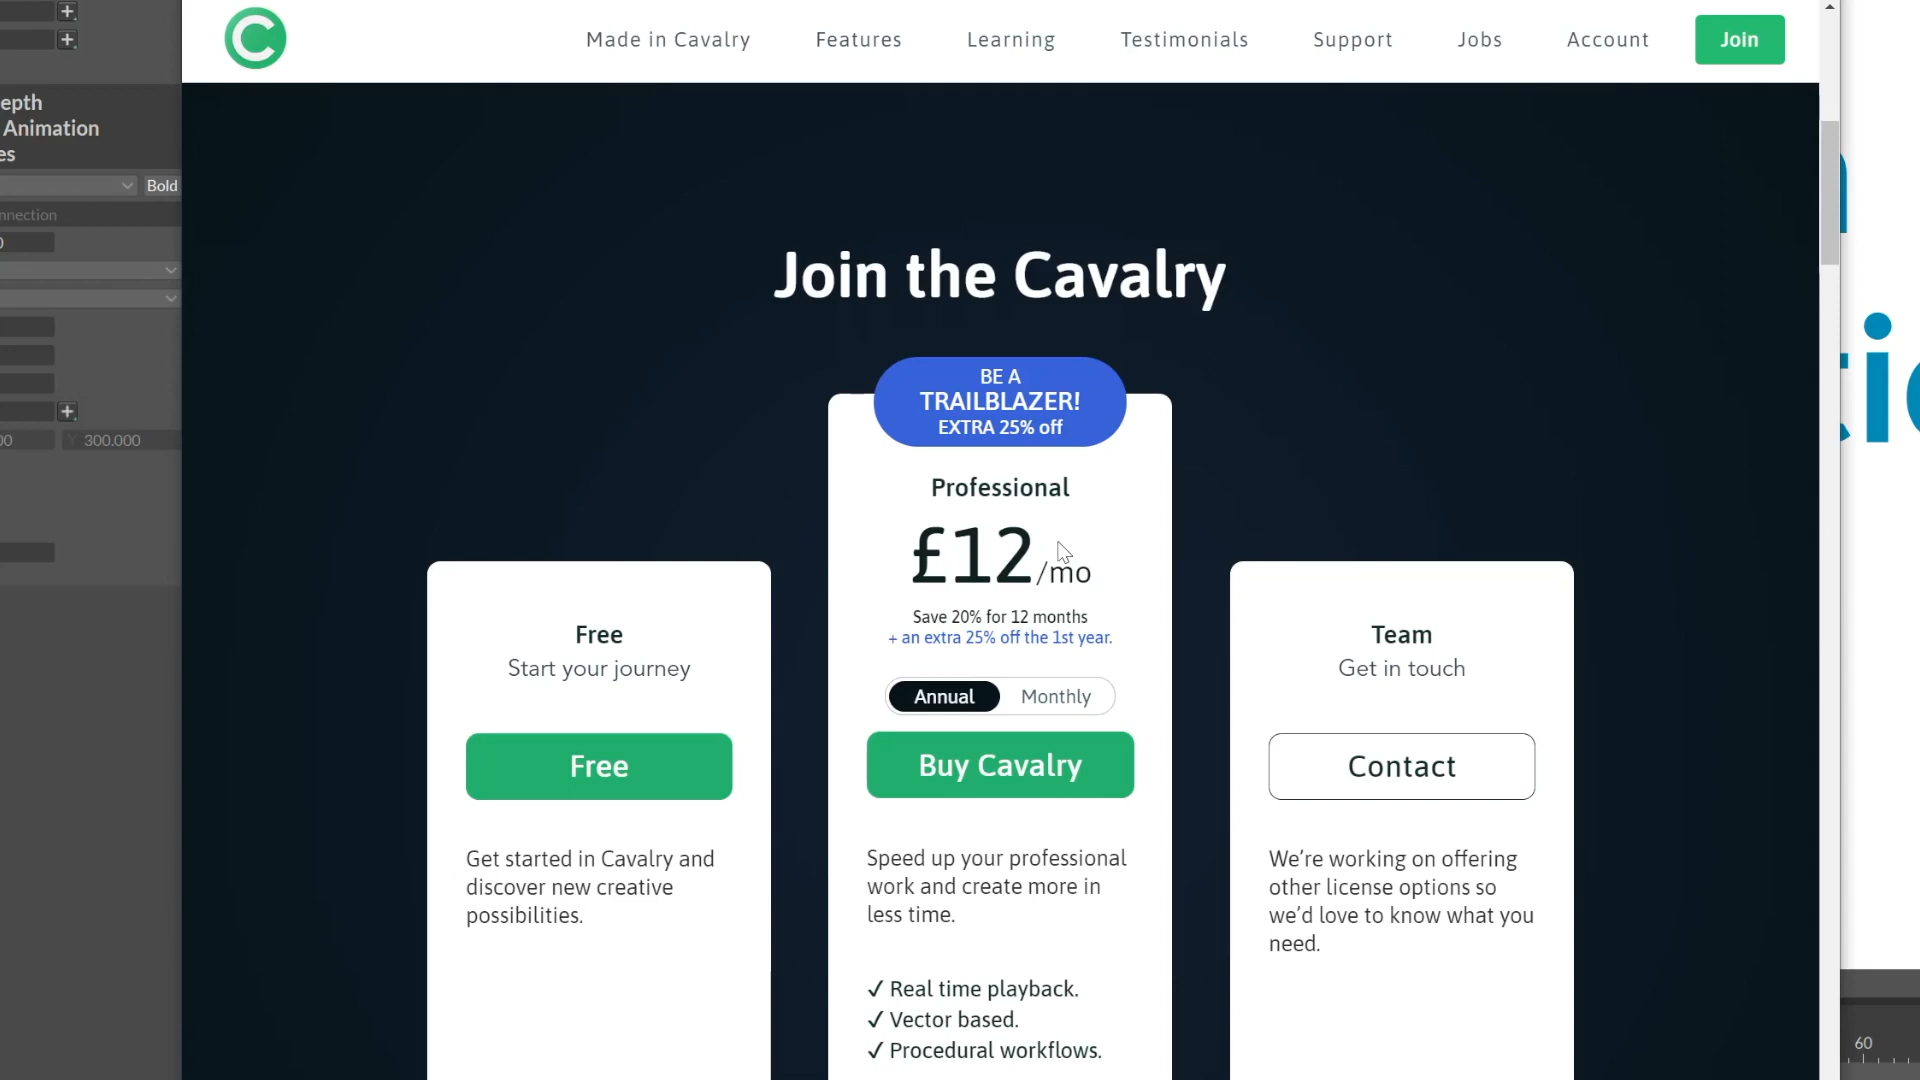 Made in Cavalry Features Learning Testimonials Support Jobs Account Join
epth
Animation
es
Bold
nnection
300.000
Join the Cavalry
BE A
TRAILBLAZER!
EXTRA 25% off
Professional
£12/mo
Save 20% for 12 months
+ an extra 25% off the 1st year.
Annual Monthly
Buy Cavalry
Speed up your professional
work and create more in
less time.
✓ Real time playback.
✓ Vector based.
✓ Procedural workflows.
Free
Start your journey
Free
Get started in Cavalry and
discover new creative
possibilities.
Team
Get in touch
Contact
We’re working on offering
other license options so
we’d love to know what you
need.
60